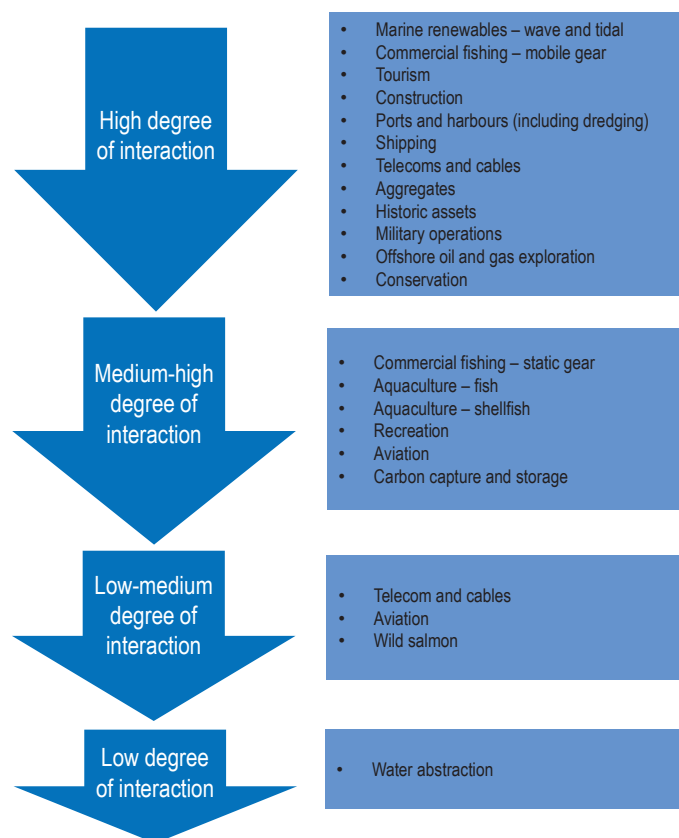 High degree
of interaction
• Marine renewables – wave and tidal
• Commercial fishing – mobile gear
• Tourism
• Construction
• Ports and harbours (including dredging)
• Shipping
• Telecoms and cables
• Aggregates
• Historic assets
• Military operations
• Offshore oil and gas exploration
• Conservation
Medium-high
degree of
interaction
• Commercial fishing – static gear
• Aquaculture – fish
• Aquaculture – shellfish
• Recreation
• Aviation
• Carbon capture and storage
Low-medium
degree of
interaction
• Telecom and cables
• Aviation
• Wild salmon
Low degree
of interaction
• Water abstraction